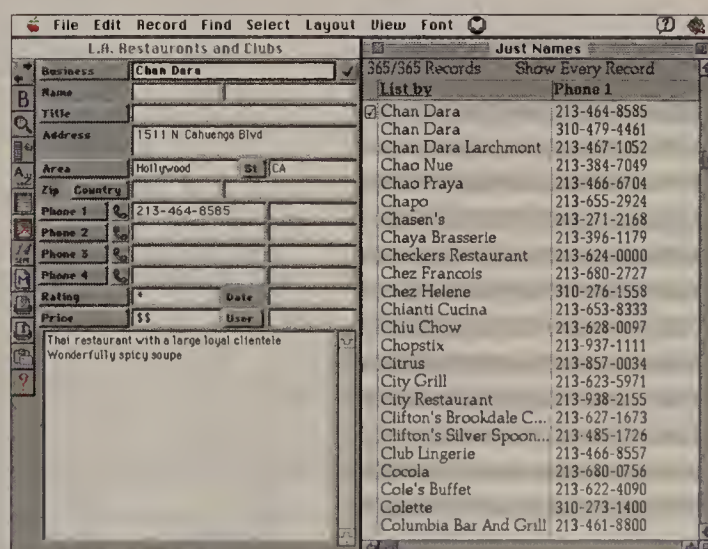 File Edit Record Find Select Layout View Font
L.A. Restauronts and Clubs
Business Chan Dara
Name
Title
Address 1511 N Cahuenga Blvd
Area Hollywood St CA
Zip Country
Phone 1 213-464-8585
Phone 2
Phone 3
Phone 4
Rating * Date
Price $$ User
Thai restaurant with a large loyal clientele
Wonderfully spicy soupe
Just Names
365/365 Records Show Every Record
List by Phone 1
Chan Dara 213-464-8585
Chan Dara 310-479-4461
Chan Dara Larchmont 213-467-1052
Chao Nue 213-384-7049
Chao Praya 213-466-6704
Chapo 213-655-2924
Chasen's 213-271-2168
Chaya Brasserie 213-396-1179
Checkers Restaurant 213-624-0000
Chez Francois 213-680-2727
Chez Helene 310-276-1558
Chianti Cucina 213-653-8333
Chiu Chow 213-628-0097
Chopstix 213-937-1111
Citrus 213-857-0034
City Grill 213-623-5971
City Restaurant 213-938-2155
Clifton's Brookdale C... 213-627-1673
Clifton's Silver Spoon... 213-485-1726
Club Lingerie 213-466-8557
Cocola 213-680-0756
Cole's Buffet 213-622-4090
Colette 310-273-1400
Columbia Bar And Grill 213-461-8800